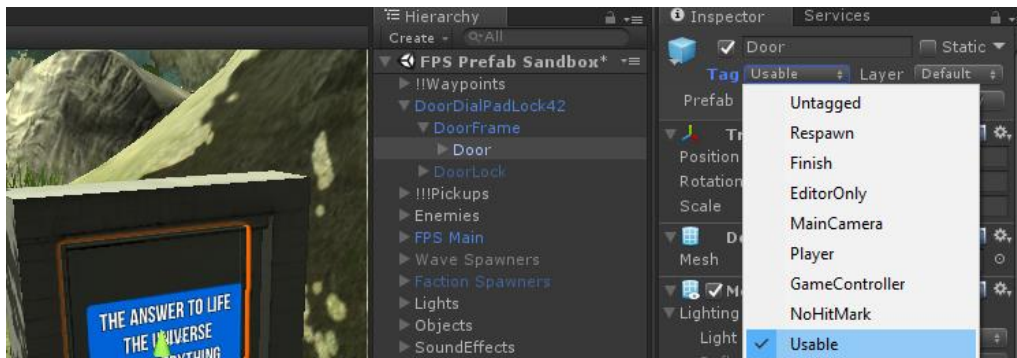 Hierarchy
Create
All
FPS Prefab Sandbox*
!!Waypoints
DoorDialPadLock42
DoorFrame
Door
DoorLock
!!!Pickups
Enemies
FPS Main
Wave Spawners
Faction Spawners
Lights
Objects
SoundEffects
Inspector Services
Door Static
Tag Usable Layer Default
Prefab
Position
Rotation
Scale
Mesh
Lighting
Light
Untagged
Respawn
Finish
EditorOnly
MainCamera
Player
GameController
NoHitMark
Usable
THE ANSWER TO LIFE
THE UNIVERSE